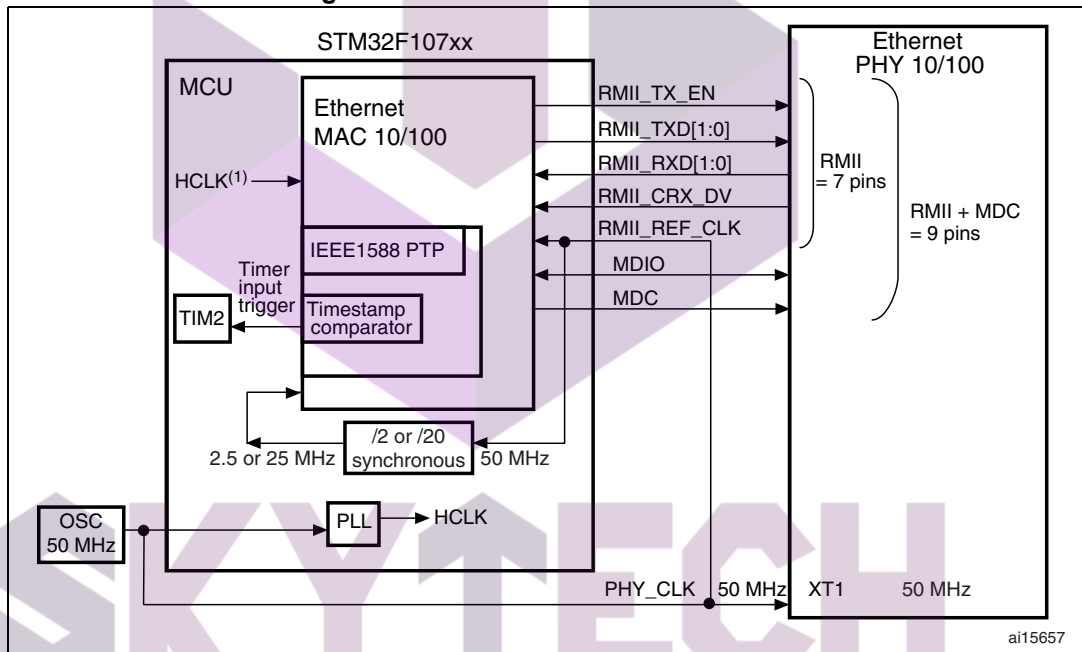 STM32F107xx
MCU
Ethernet
MAC 10/100
HCLK(1)
IEEE1588 PTP
Timer
input
trigger
Timestamp
comparator
TIM2
/2 or /20
synchronous
2.5 or 25 MHz
50 MHz
OSC
50 MHz
PLL
HCLK
RMII_TX_EN
RMII_TXD[1:0]
RMII_RXD[1:0]
RMII_CRX_DV
RMII_REF_CLK
MDIO
MDC
Ethernet
PHY 10/100
RMII
= 7 pins
RMII + MDC
= 9 pins
PHY_CLK 50 MHz
XT1 50 MHz
SKYTECH
ai15657